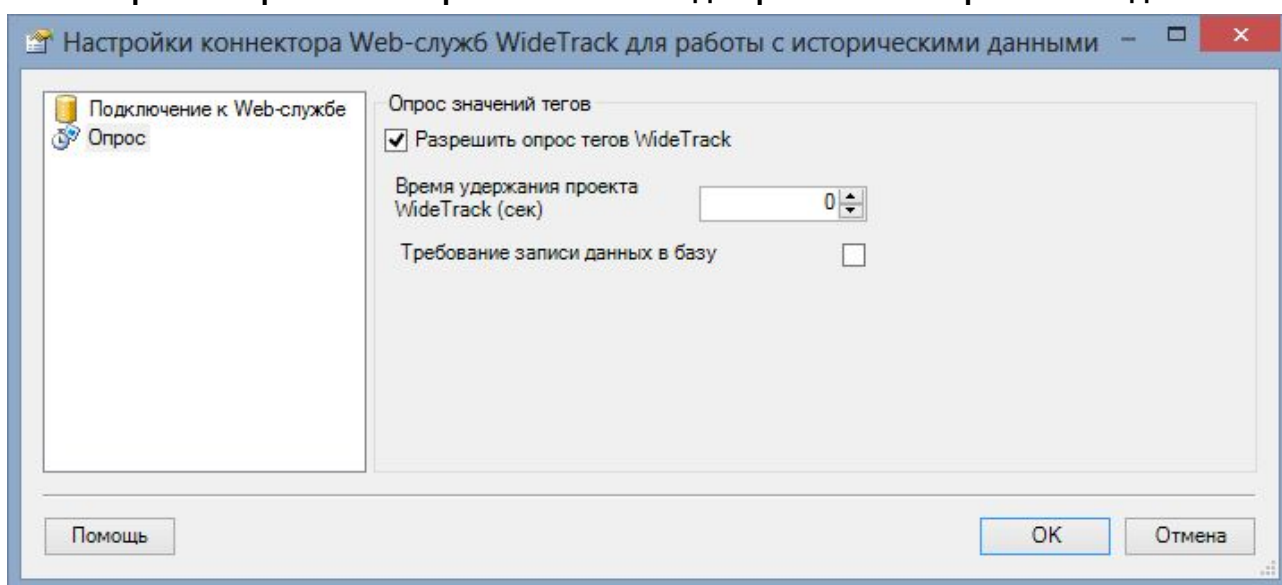 Настройки коннектора Web-служб WideTrack для работы с историческими данными
Подключение к Web-службе
Опрос
Опрос значений тегов
Разрешить опрос тегов WideTrack
Время удержания проекта
WideTrack (сек)
0
Требование записи данных в базу
Помощь
OK
Отмена